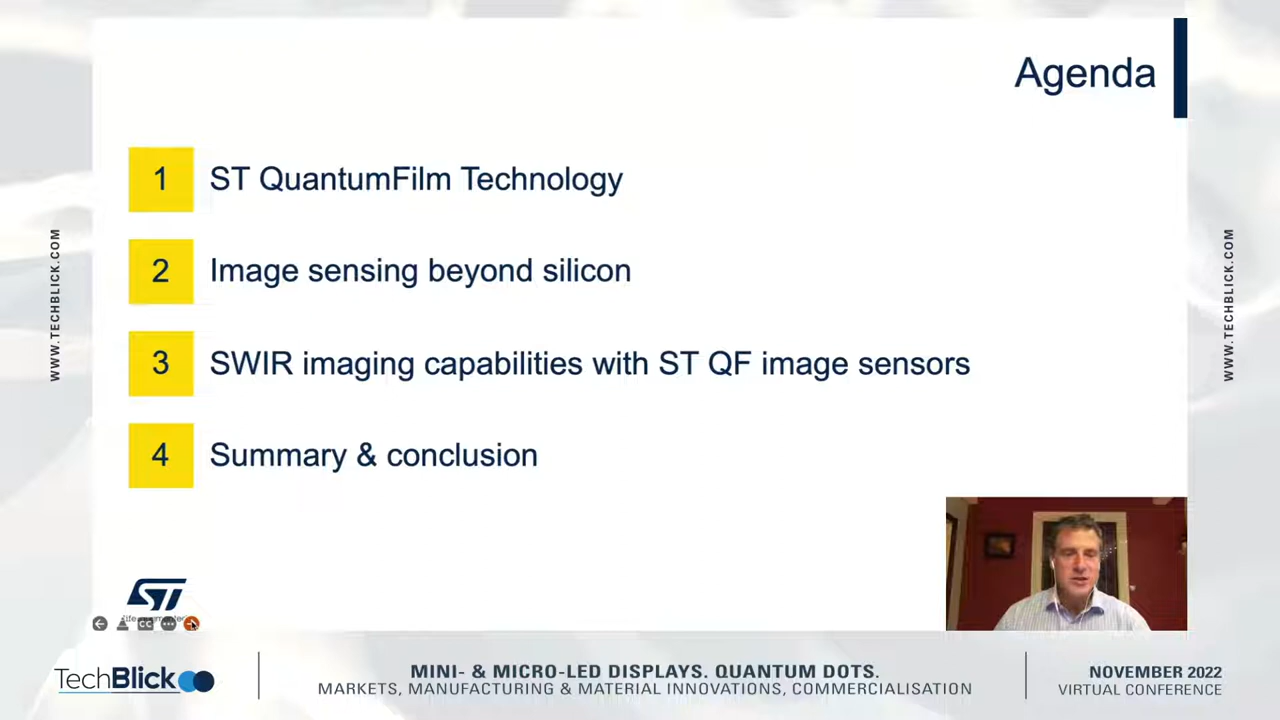 Agenda
1 ST QuantumFilm Technology
2 Image sensing beyond silicon
3 SWIR imaging capabilities with ST QF image sensors
4 Summary & conclusion
WWW.TECHBLICK.COM
WWW.TECHBLICK.COM
ST
CC
TechBlick
MINI- & MICRO-LED DISPLAYS. QUANTUM DOTS.
MARKETS, MANUFACTURING & MATERIAL INNOVATIONS, COMMERCIALISATION
NOVEMBER 2022
VIRTUAL CONFERENCE